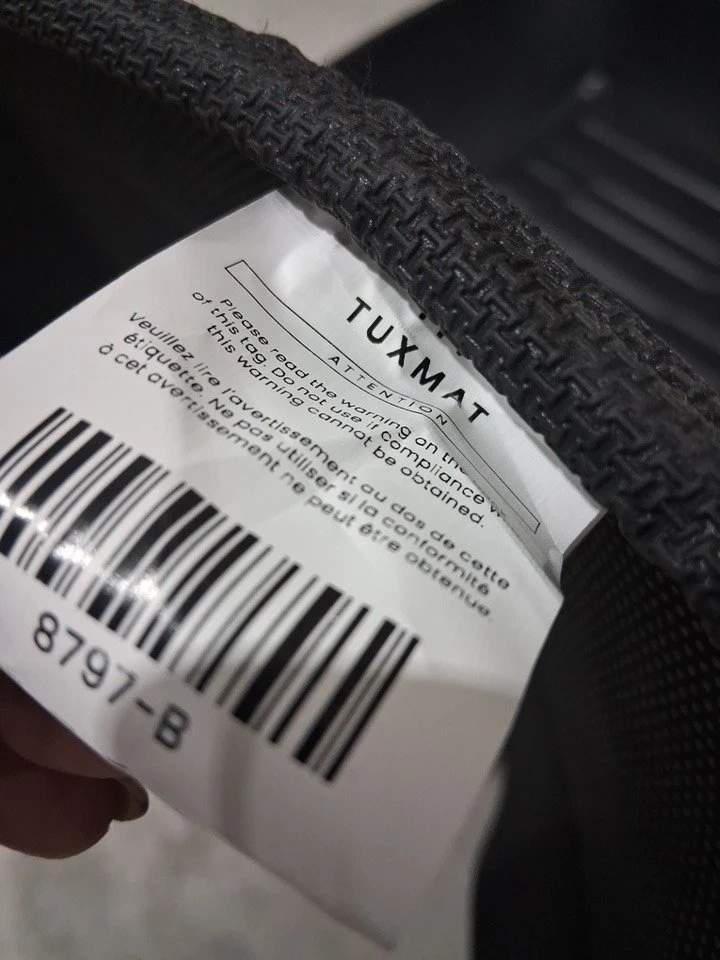 TUXMAT
ATTENTION
Please read the warning on the
of this tag. Do not use if compliance
this warning cannot be obtained.
Veuillez lire l'avertissement au dos de cette
étiquette. Ne pas utiliser si la conformité
à cet avertissement ne peut être obtenue.
8797-B